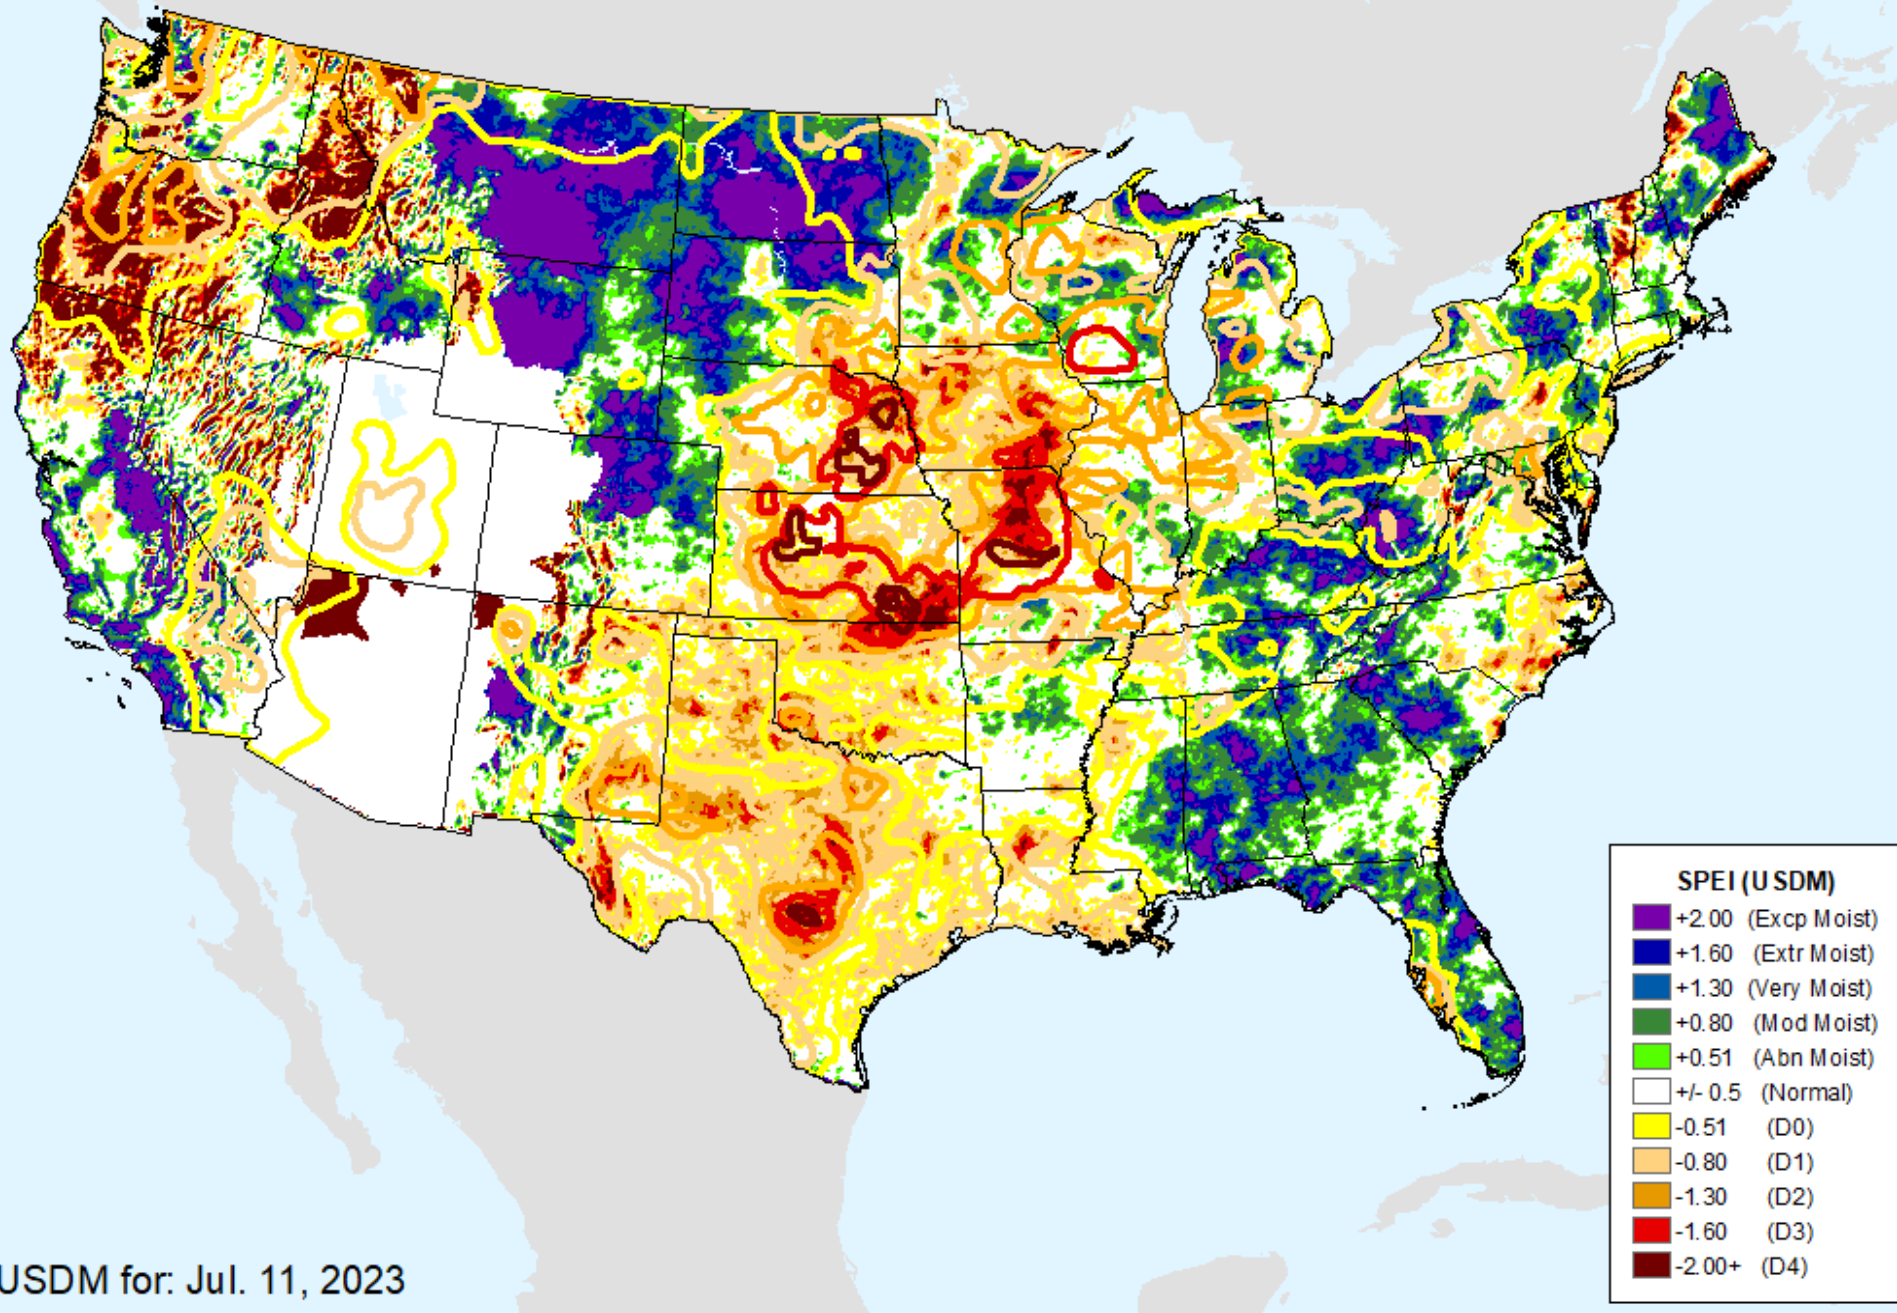 SPEI (USDM)
+2.00 (Excp Moist)
+1.60 (Extr Moist)
+1.30 (Very Moist)
+0.80 (Mod Moist)
+0.51 (Abn Moist)
+/- 0.5 (Normal)
-0.51 (D0)
-0.80 (D1)
-1.30 (D2)
-1.60 (D3)
-2.00+ (D4)
USDM for: Jul. 11, 2023